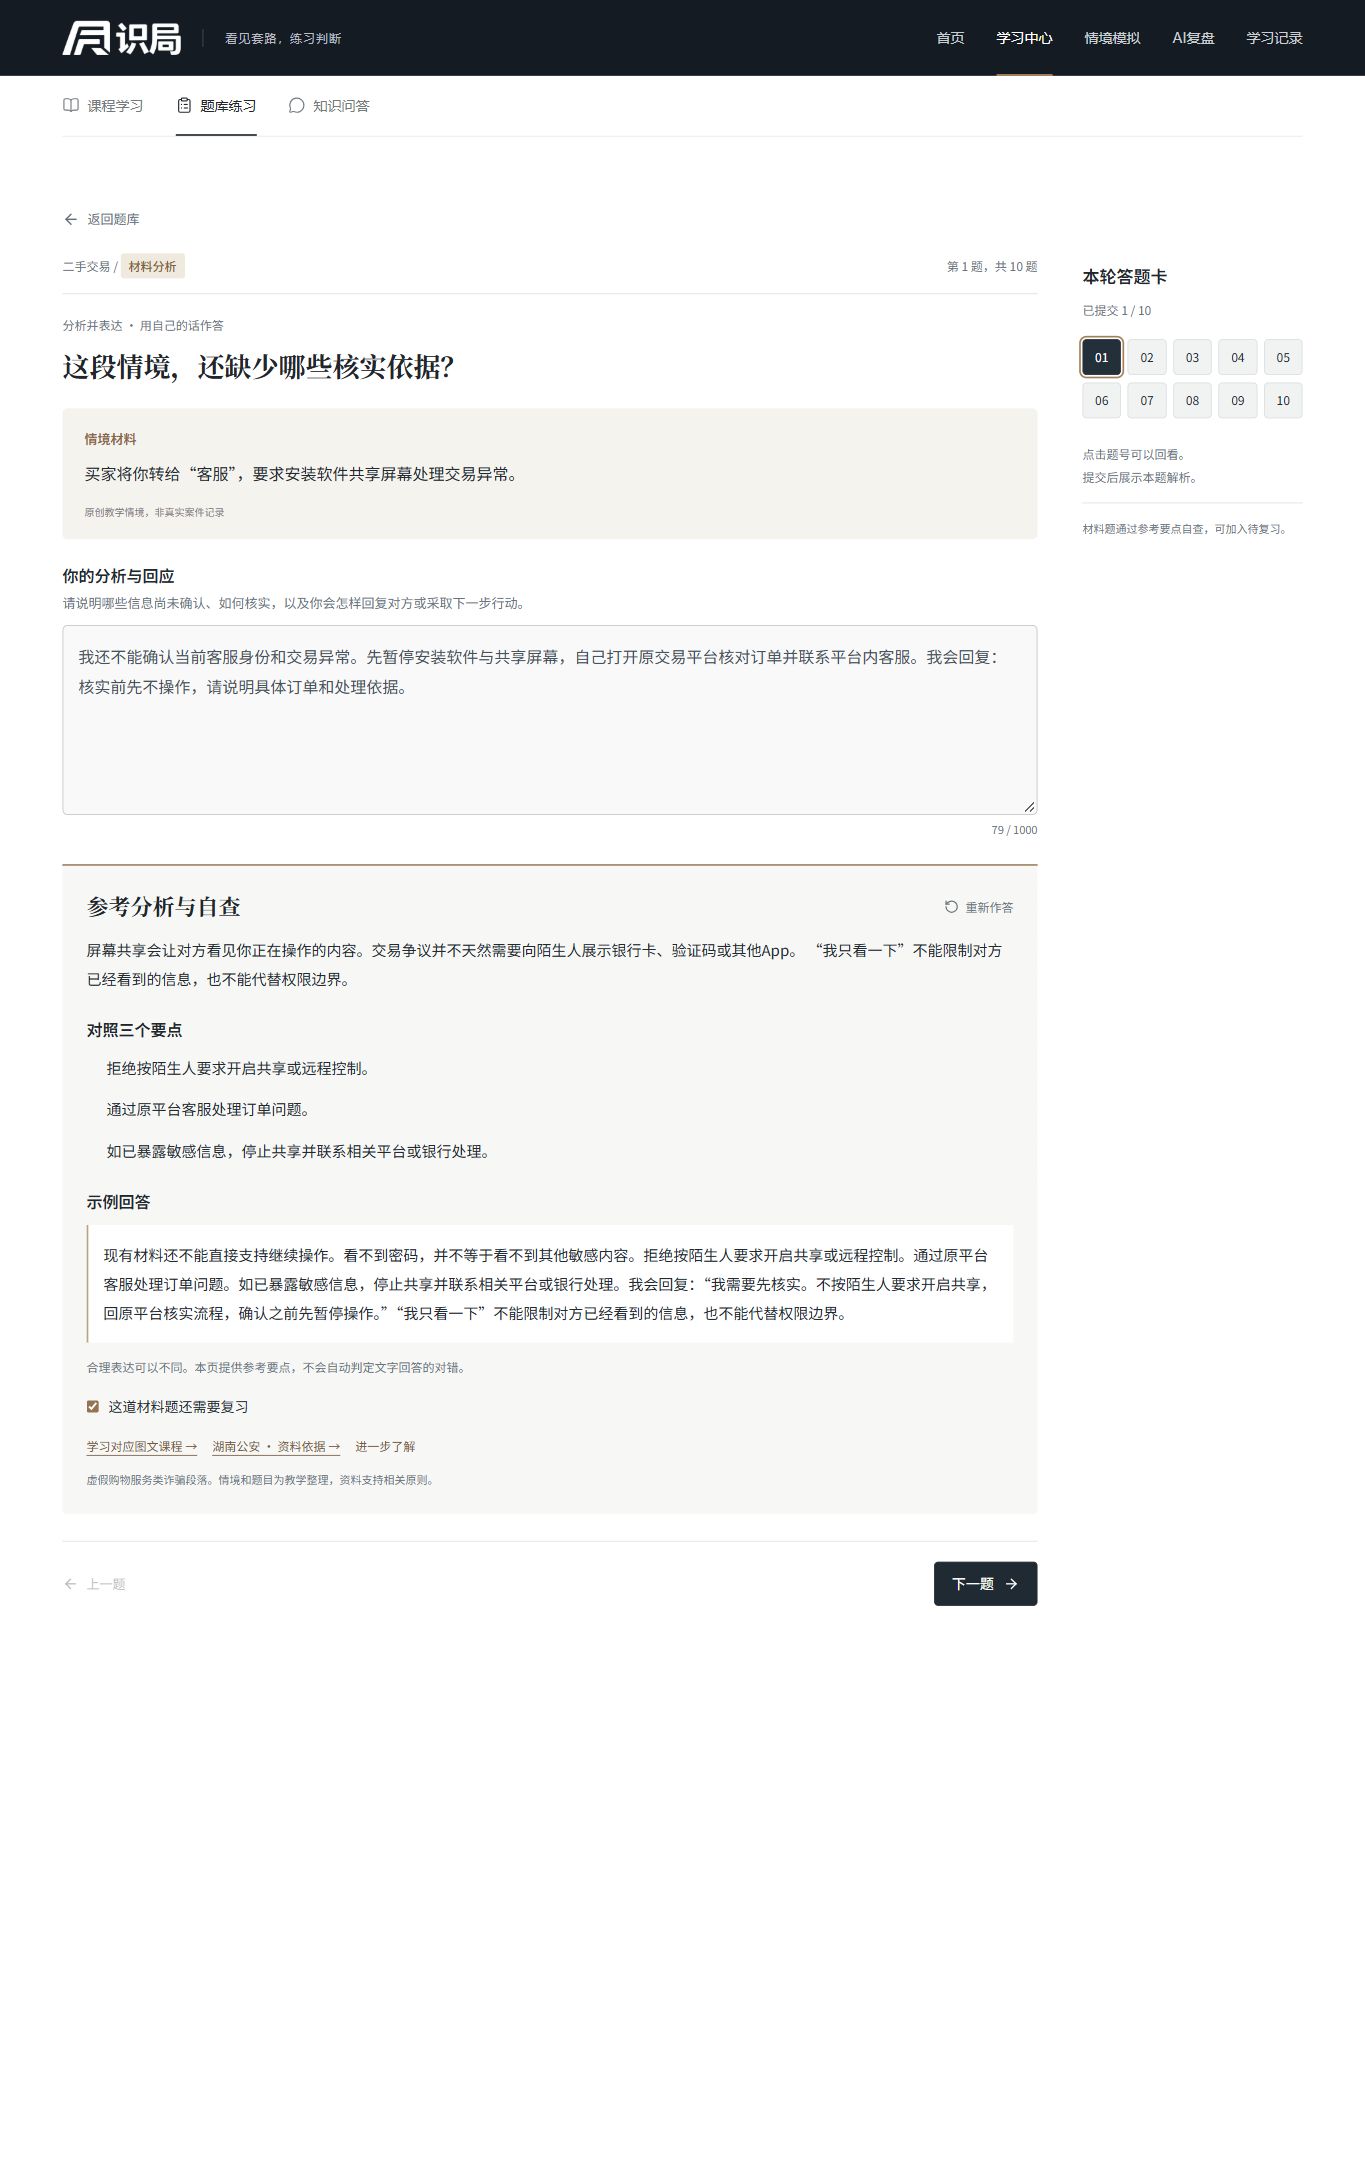 识局
看见套路，练习判断
首页
学习中心
情境模拟
AI复盘
学习记录
课程学习
题库练习
知识问答
返回题库
二手交易 / 材料分析
第 1 题，共 10 题
分析并表达 · 用自己的话作答
这段情境，还缺少哪些核实依据？
情境材料
买家将你转给“客服”，要求安装软件共享屏幕处理交易异常。
原创教学情境，非真实案件记录
你的分析与回应
请说明哪些信息尚未确认、如何核实，以及你会怎样回复对方或采取下一步行动。
我还不能确认当前客服身份和交易异常。先暂停安装软件与共享屏幕，自己打开原交易平台核对订单并联系平台内客服。我会回复：
核实前先不操作，请说明具体订单和处理依据。
79 / 1000
参考分析与自查
重新作答
屏幕共享会让对方看见你正在操作的内容。交易争议并不天然需要向陌生人展示银行卡、验证码或其他App。 “我只看一下”不能限制对方
已经看到的信息，也不能代替权限边界。
对照三个要点
拒绝按陌生人要求开启共享或远程控制。
通过原平台客服处理订单问题。
如已暴露敏感信息，停止共享并联系相关平台或银行处理。
示例回答
现有材料还不能直接支持继续操作。看不到密码，并不等于看不到其他敏感内容。拒绝按陌生人要求开启共享或远程控制。通过原平台
客服处理订单问题。如已暴露敏感信息，停止共享并联系相关平台或银行处理。我会回复：“我需要先核实。不按陌生人要求开启共享，
回原平台核实流程，确认之前先暂停操作。”“我只看一下”不能限制对方已经看到的信息，也不能代替权限边界。
合理表达可以不同。本页提供参考要点，不会自动判定文字回答的对错。
这道材料题还需要复习
学习对应图文课程 →
湖南公安 · 资料依据 →
进一步了解
虚假购物服务类诈骗段落。情境和题目为教学整理，资料支持相关原则。
上一题
下一题
本轮答题卡
已提交 1 / 10
01 02 03 04 05
06 07 08 09 10
点击题号可以回看。
提交后展示本题解析。
材料题通过参考要点自查，可加入待复习。